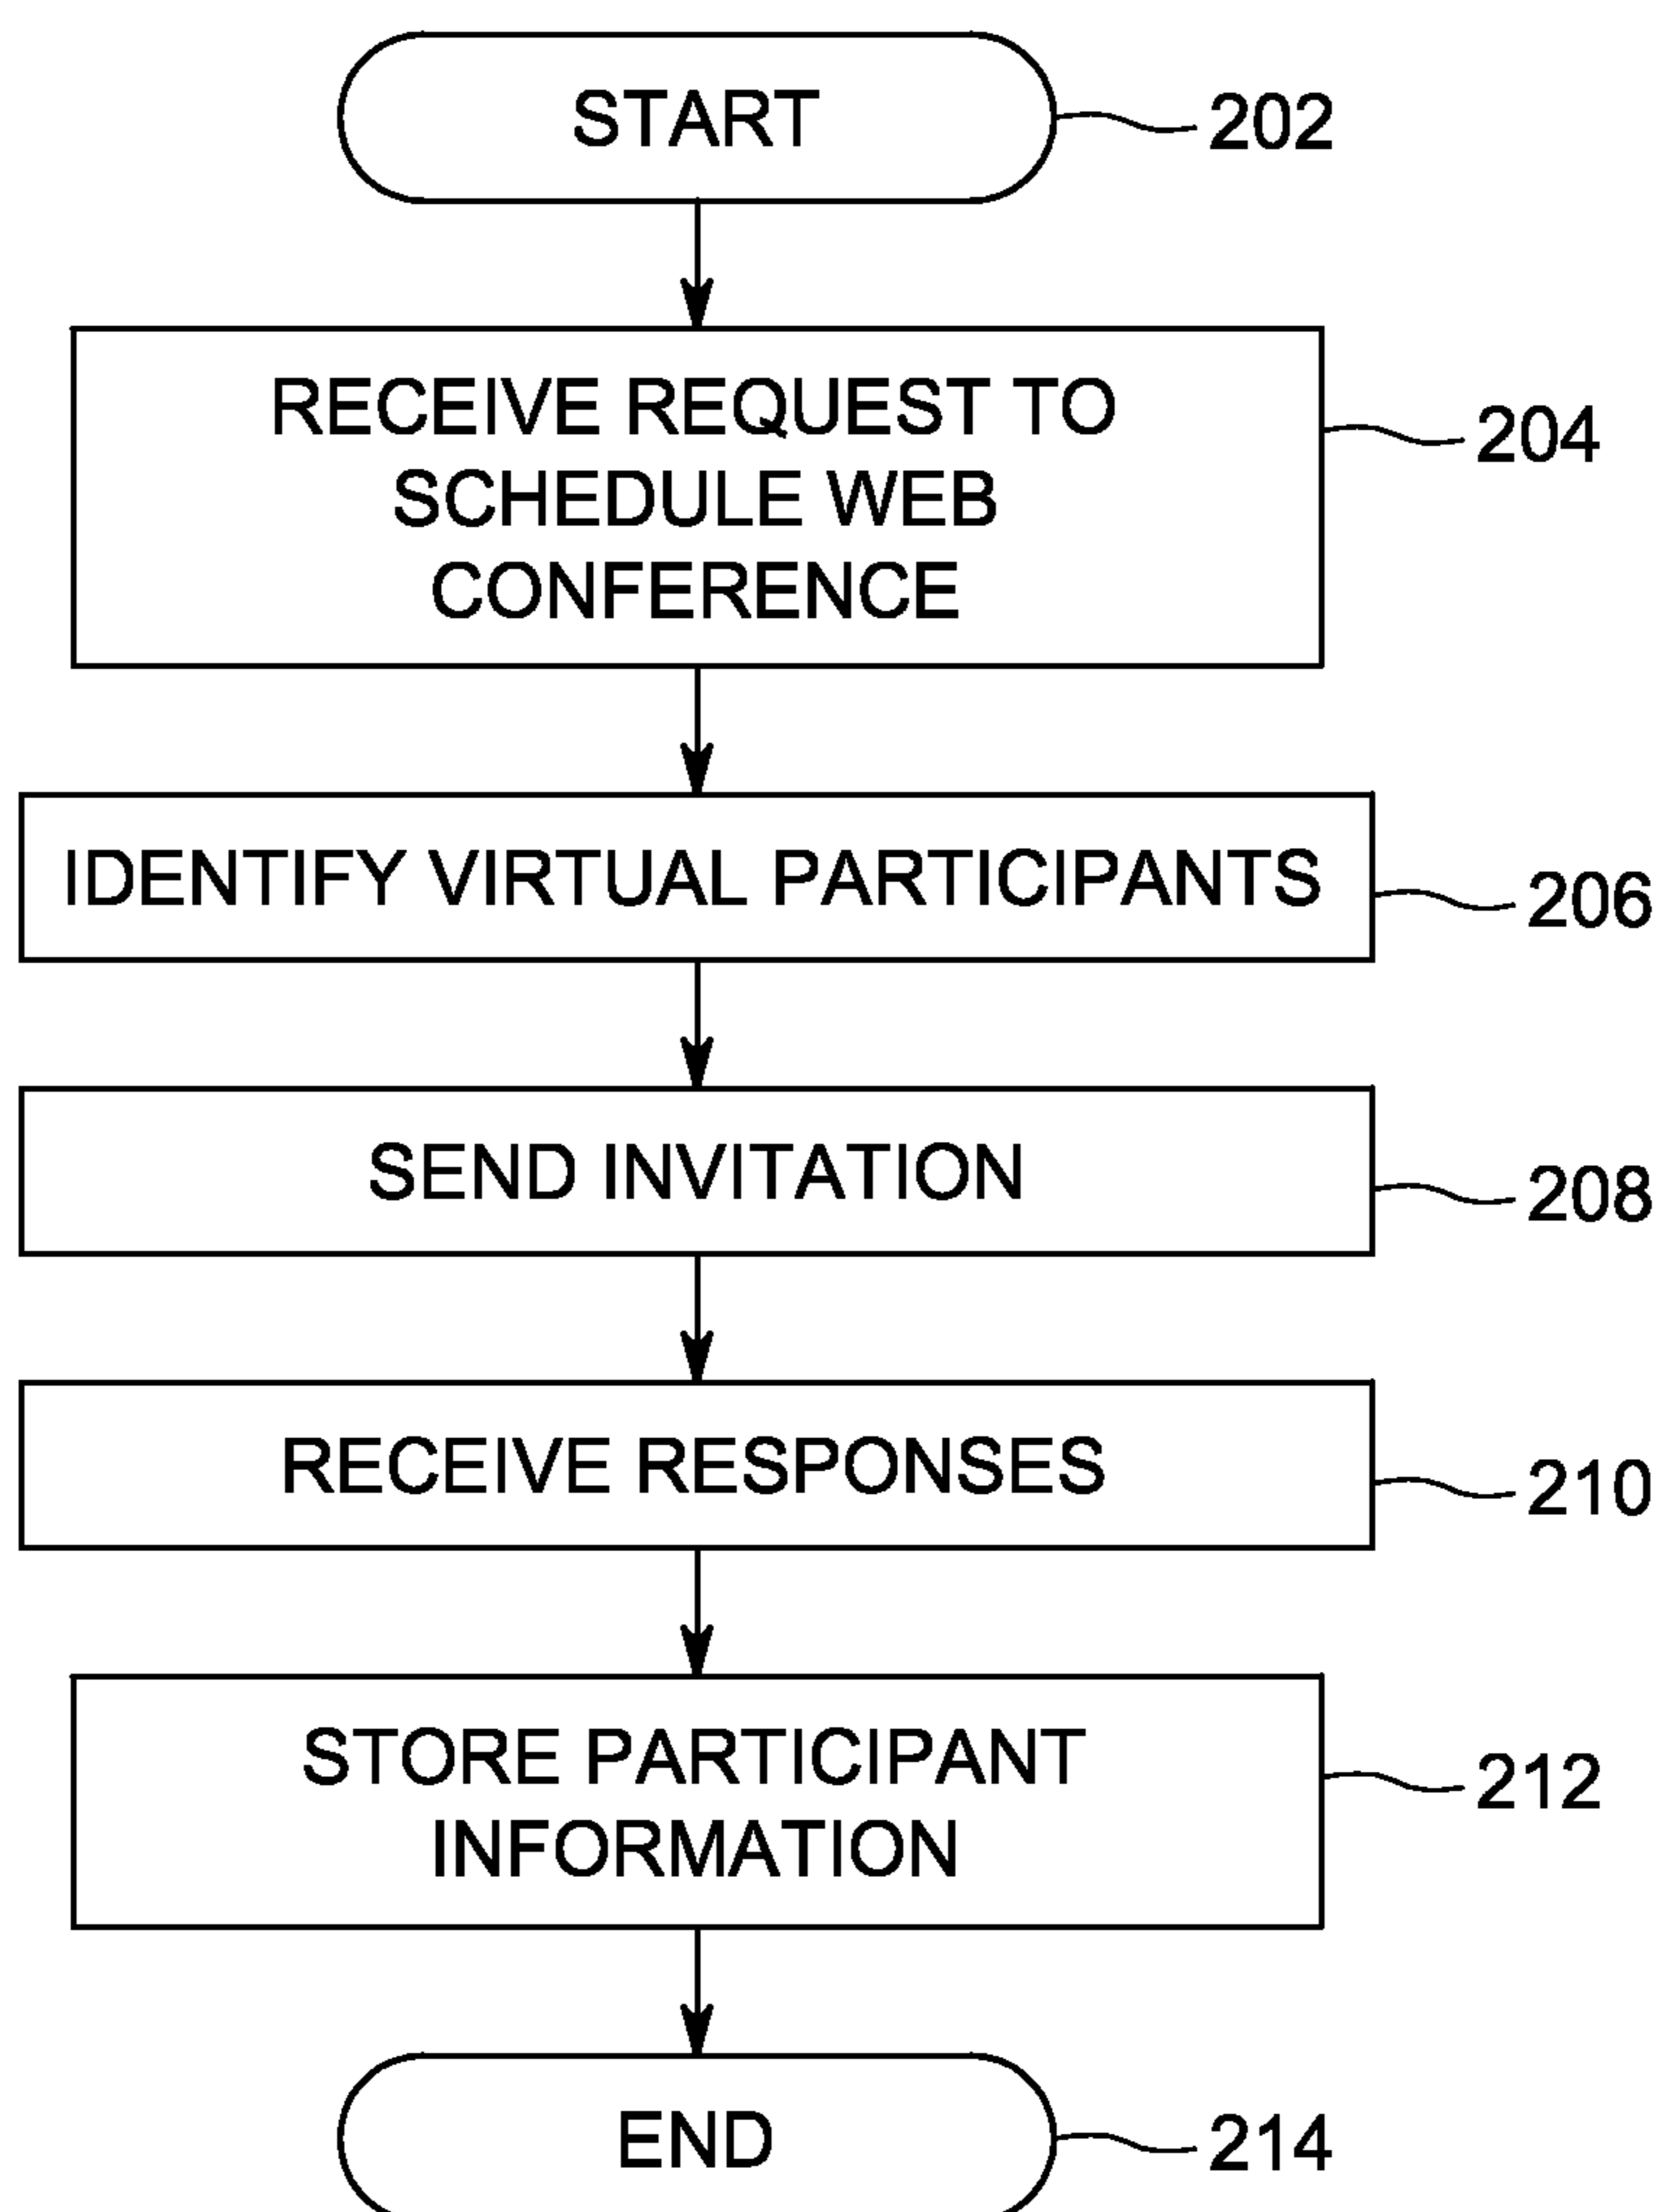 START
202
RECEIVE REQUEST TO
SCHEDULE WEB
CONFERENCE
204
IDENTIFY VIRTUAL PARTICIPANTS
206
SEND INVITATION
208
RECEIVE RESPONSES
210
STORE PARTICIPANT
INFORMATION
212
END
214